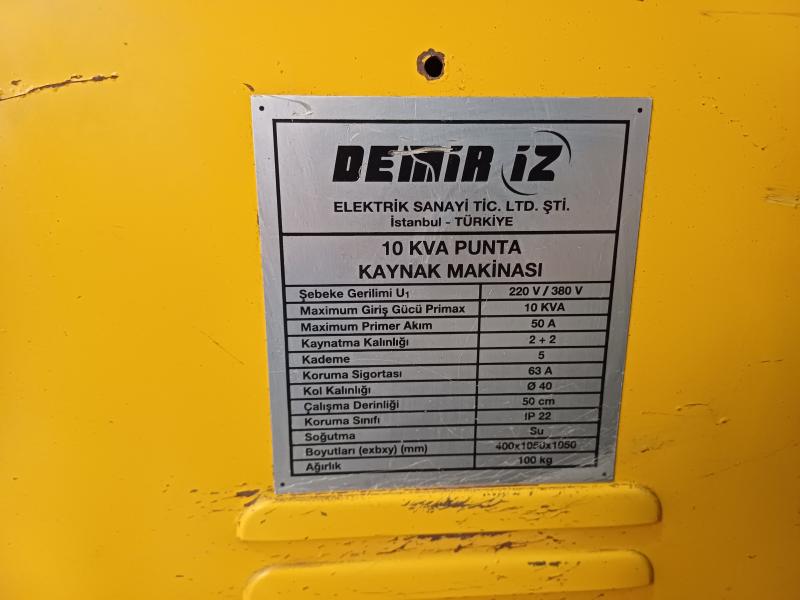 DEMİR İZ
ELEKTRİK SANAYİ TİC. LTD. ŞTİ.
İstanbul - TÜRKİYE
10 KVA PUNTA
KAYNAK MAKİNASI
Şebeke Gerilimi U1 220 V / 380 V
Maximum Giriş Gücü Primax 10 KVA
Maximum Primer Akım 50 A
Kaynatma Kalınlığı 2 + 2
Kademe 5
Koruma Sigortası 63 A
Kol Kalınlığı Ø 40
Çalışma Derinliği 50 cm
Koruma Sınıfı IP 22
Soğutma Su
Boyutları (exbxy) (mm) 400x1050x1050
Ağırlık 100 kg